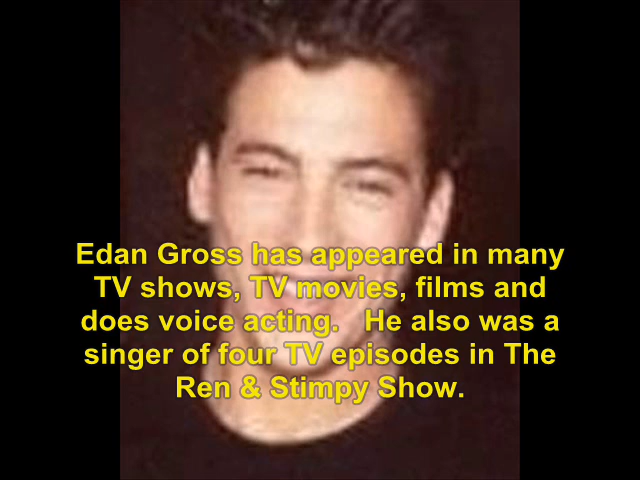 Edan Gross has appeared in many
TV shows, TV movies, films and
does voice acting.   He also was a
singer of four TV episodes in The
Ren & Stimpy Show.